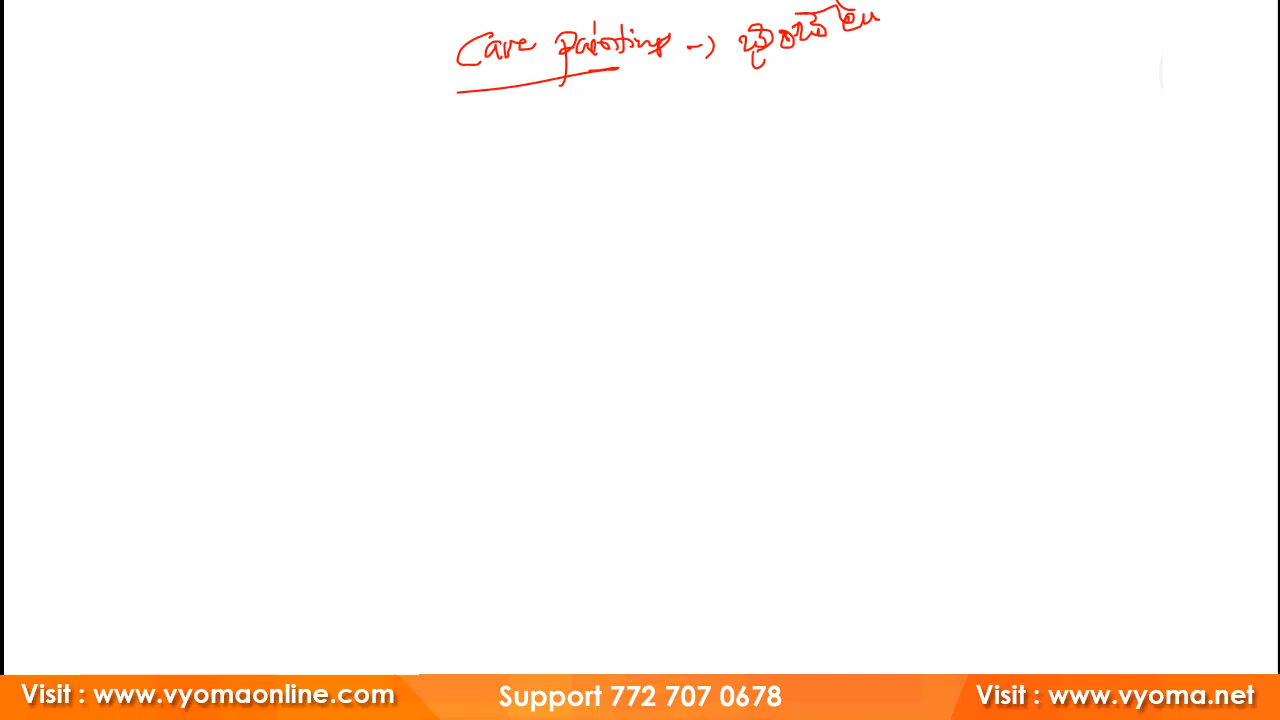 Cave painting →
Visit : www.vyomaonline.com Support 772 707 0678 Visit : www.vyoma.net